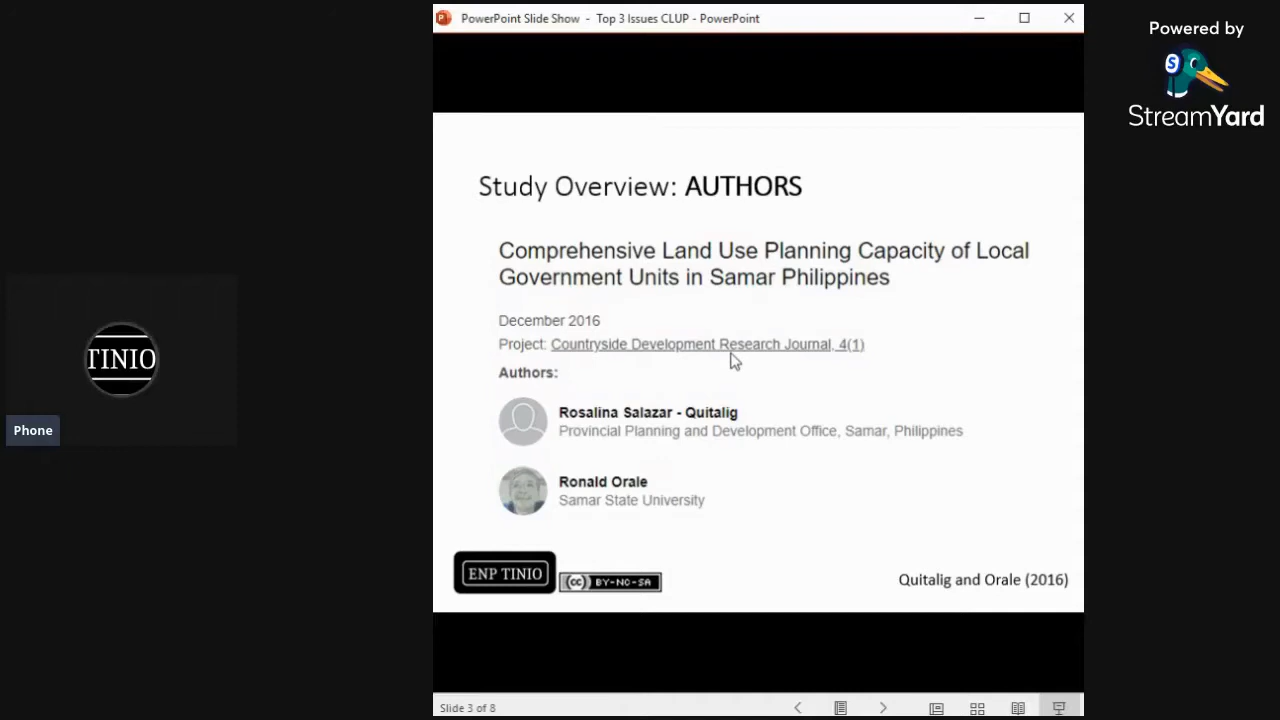 PowerPoint Slide Show - Top 3 Issues CLUP - PowerPoint
Powered by
StreamYard
Study Overview: AUTHORS
Comprehensive Land Use Planning Capacity of Local
Government Units in Samar Philippines
December 2016
Project: Countryside Development Research Journal, 4(1)
Authors:
Rosalina Salazar - Quitalig
Provincial Planning and Development Office, Samar, Philippines
Ronald Orale
Samar State University
TINIO
Phone
ENP TINIO
(cc) BY-NC-SA
Quitalig and Orale (2016)
Slide 3 of 8